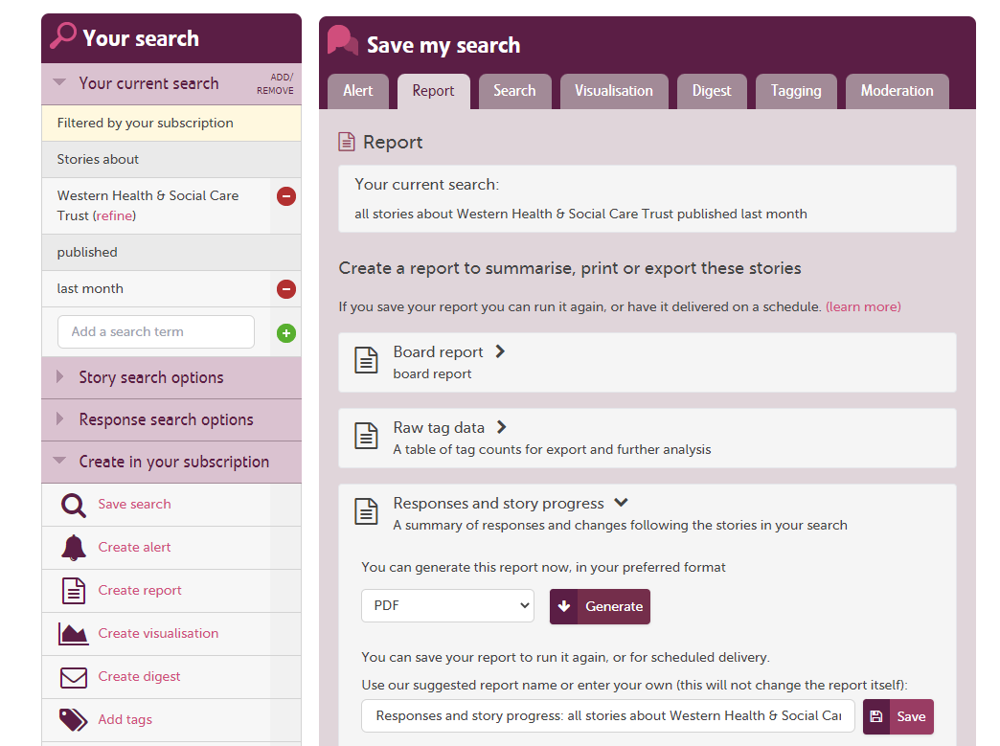 Your search
Your current search
ADD/
REMOVE
Filtered by your subscription
Stories about
Western Health & Social Care
Trust (refine)
published
last month
Add a search term
Story search options
Response search options
Create in your subscription
Save search
Create alert
Create report
Create visualisation
Create digest
Add tags
Save my search
Alert
Report
Search
Visualisation
Digest
Tagging
Moderation
Report
Your current search:
all stories about Western Health & Social Care Trust published last month
Create a report to summarise, print or export these stories
If you save your report you can run it again, or have it delivered on a schedule. (learn more)
Board report
board report
Raw tag data
A table of tag counts for export and further analysis
Responses and story progress
A summary of responses and changes following the stories in your search
You can generate this report now, in your preferred format
PDF
Generate
You can save your report to run it again, or for scheduled delivery.
Use our suggested report name or enter your own (this will not change the report itself):
Responses and story progress: all stories about Western Health & Social Car
Save